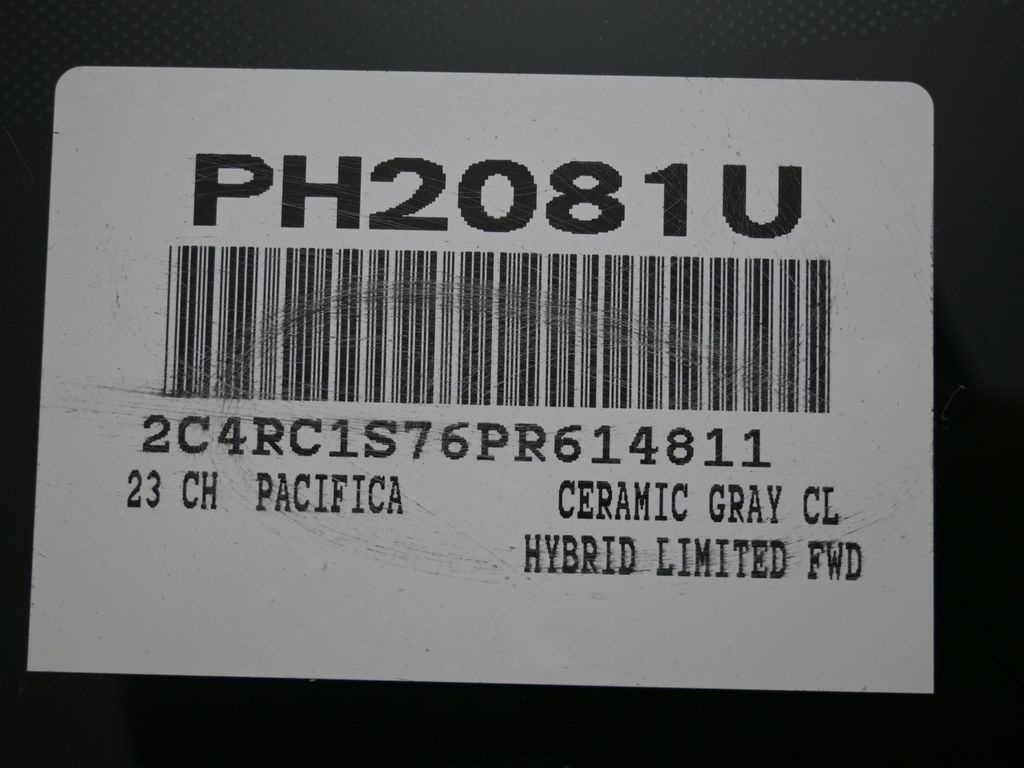 PH2081U
2C4RC1S76PR614811
23 CH PACIFICA CERAMIC GRAY CL
HYBRID LIMITED FWD